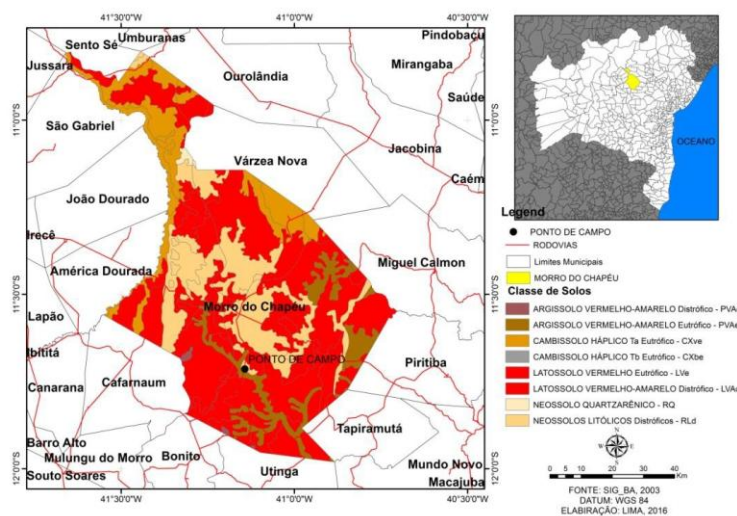 41°30'0"W 41°0'0"W 40°30'0"W
Umburanas
Sento Sé
Pindobaçu
Jussara
Ourolândia
Mirangaba
Saúde
11°0'0"S
São Gabriel
Jacobina
Várzea Nova
Caém
João Dourado
Irecê
América Dourada
Miguel Calmon
11°30'0"S
Morro do Chapéu
Lapão
Ibititá
PONTO DE CAMPO
Piritiba
Canarana
Cafarnaum
Tapiramutá
Barro Alto
Mulungu do Morro
Bonito
Mundo Novo
12°0'0"S
Souto Soares
Utinga
Macajuba
41°30'0"W 41°0'0"W 40°30'0"W
11°0'0"S
11°30'0"S
12°0'0"S
OCEANO
Legend
PONTO DE CAMPO
RODOVIAS
Limites Municipais
MORRO DO CHAPÉU
Classe de Solos
ARGISSOLO VERMELHO-AMARELO Distrófico - PVAd
ARGISSOLO VERMELHO-AMARELO Eutrófico - PVAe
CAMBISSOLO HÁPLICO Ta Eutrófico - CXve
CAMBISSOLO HÁPLICO Tb Eutrófico - CXbe
LATOSSOLO VERMELHO Eutrófico - LVe
LATOSSOLO VERMELHO-AMARELO Distrófico - LVAd
NEOSSOLO QUARTZARÊNICO - RQ
NEOSSOLOS LITÓLICOS Distróficos - RLd
N
W E
S
0 5 10 20 30 40
Km
FONTE: SIG_BA, 2003
DATUM: WGS 84
ELABIRAÇÃO: LIMA, 2016